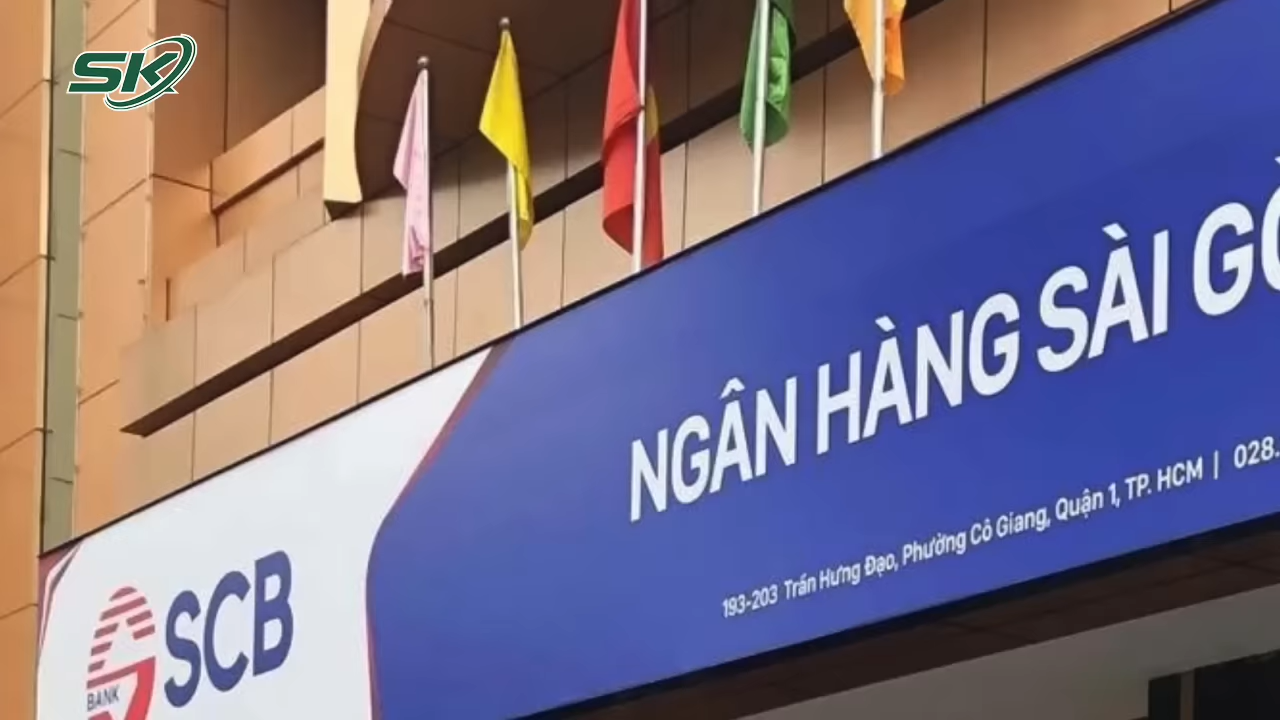 SK
NGÂN HÀNG SÀI GÒ
193-203 Trần Hưng Đạo, Phường Cô Giang, Quận 1, TP. HCM | 028.
SCB
BANK